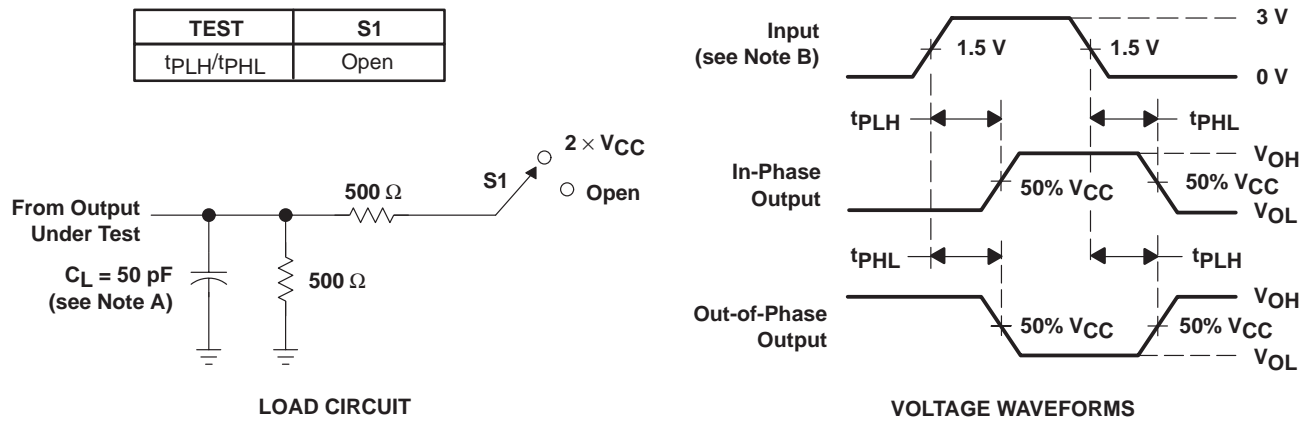 TEST S1
tPLH/tPHL Open
From Output
Under Test
CL = 50 pF
(see Note A)
500 Ω
500 Ω
S1
2 × VCC
Open
LOAD CIRCUIT
Input
(see Note B)
1.5 V
1.5 V
3 V
0 V
tPLH
tPHL
In-Phase
Output
50% VCC
50% VCC
VOH
VOL
tPHL
tPLH
Out-of-Phase
Output
50% VCC
50% VCC
VOH
VOL
VOLTAGE WAVEFORMS